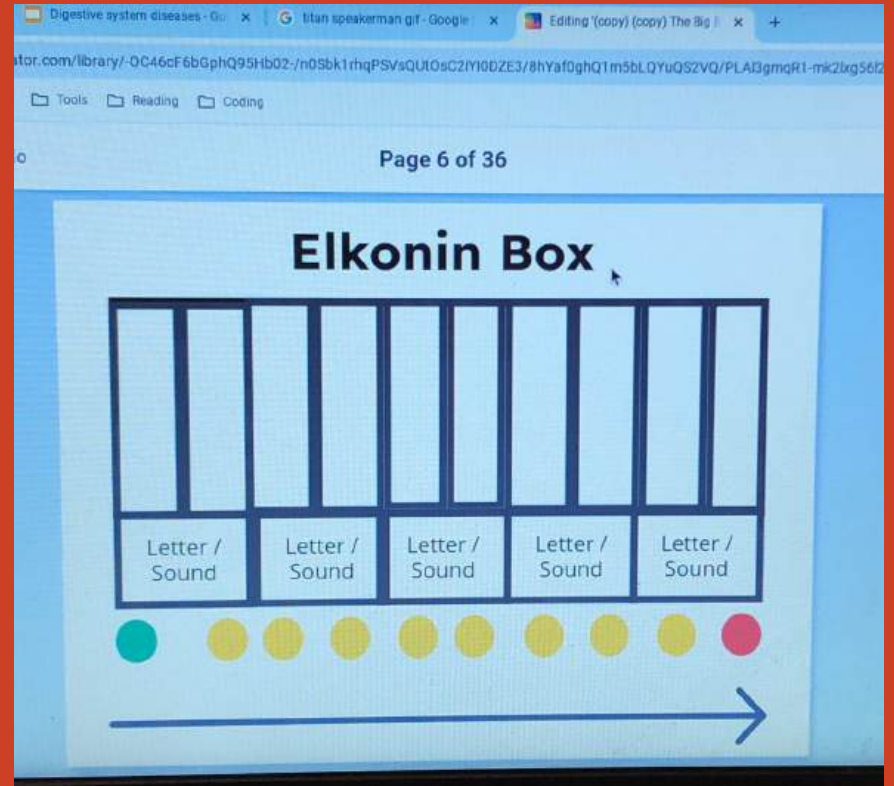 Digestive system diseases - Go
titan speakerman gif - Google
Editing '(copy) (copy) The Big
Tools
Reading
Coding
Page 6 of 36
Elkonin Box
Letter /
Sound
Letter /
Sound
Letter /
Sound
Letter /
Sound
Letter /
Sound